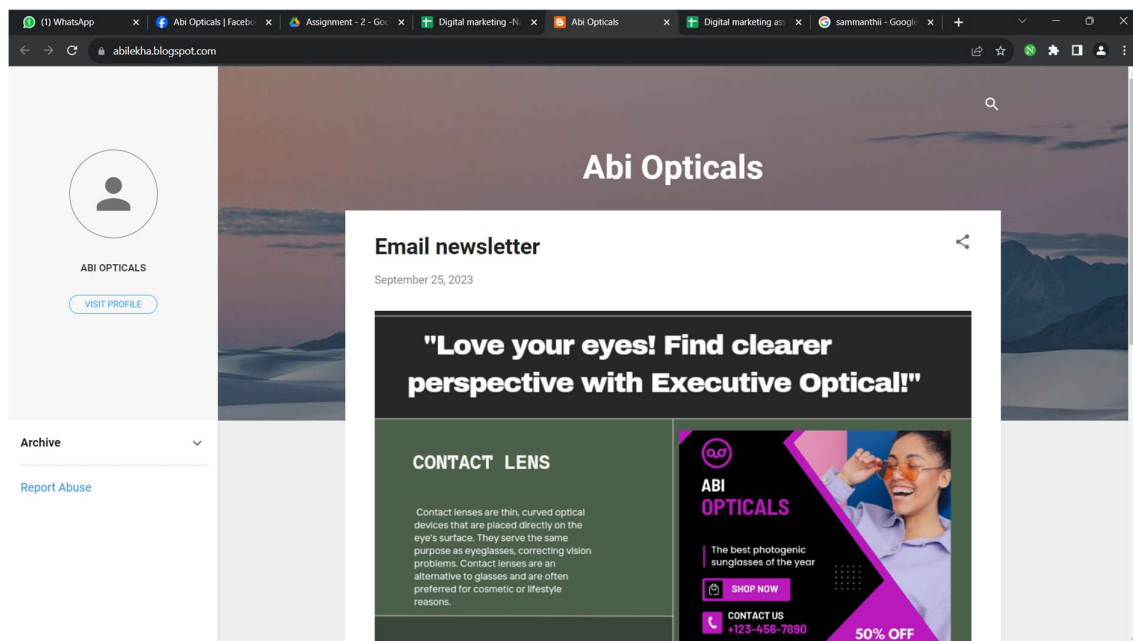 (1) WhatsApp
Abi Opticals | Facebo
Assignment - 2 - Goo
Digital marketing -Na
Abi Opticals
Digital marketing ass
sammanthii - Google
abilekha.blogspot.com
Abi Opticals
ABI OPTICALS
VISIT PROFILE
Archive
Report Abuse
Email newsletter
September 25, 2023
"Love your eyes! Find clearer
perspective with Executive Optical!"
CONTACT LENS
Contact lenses are thin, curved optical
devices that are placed directly on the
eye's surface. They serve the same
purpose as eyeglasses, correcting vision
problems. Contact lenses are an
alternative to glasses and are often
preferred for cosmetic or lifestyle
reasons.
ABI
OPTICALS
The best photogenic
sunglasses of the year
SHOP NOW
CONTACT US
+123-456-7890
50% OFF